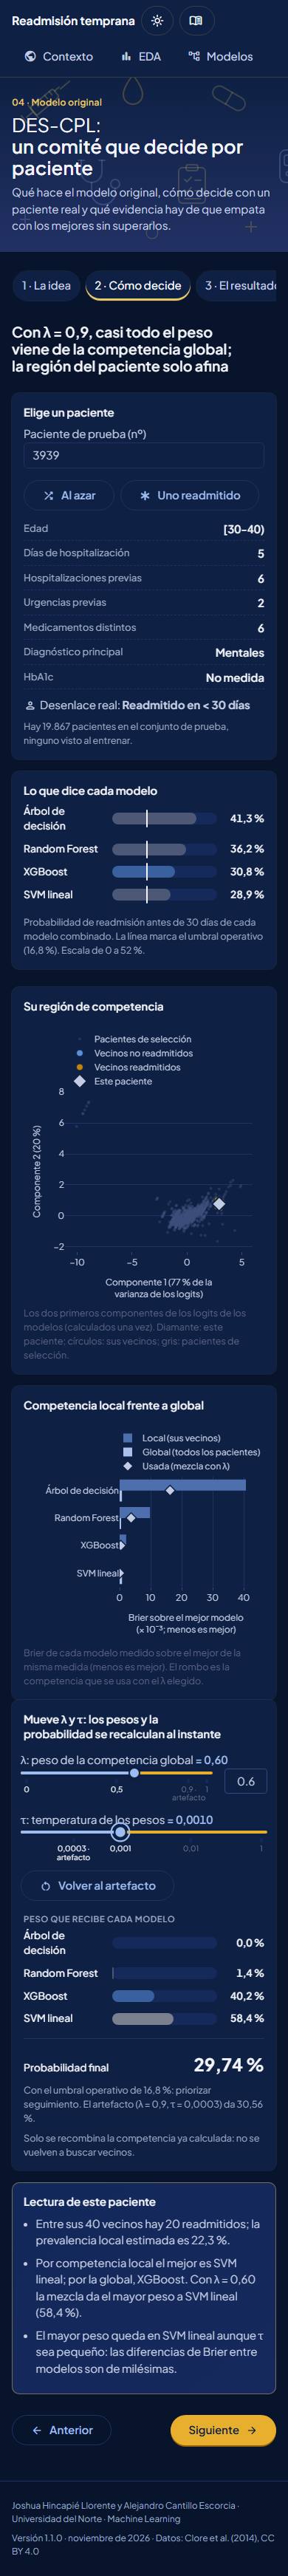 Readmisión temprana
Contexto
EDA
Modelos
04 · Modelo original
DES-CPL:
un comité que decide por
paciente
Qué hace el modelo original, cómo decide con un
paciente real y qué evidencia hay de que empata
con los mejores sin superarlos.
1 · La idea
2 · Cómo decide
3 · El resultado
Con λ = 0,9, casi todo el peso
viene de la competencia global;
la región del paciente solo afina
Elige un paciente
Paciente de prueba (nº)
3939
Al azar
Uno readmitido
Edad [30-40)
Días de hospitalización 5
Hospitalizaciones previas 6
Urgencias previas 2
Medicamentos distintos 6
Diagnóstico principal Mentales
HbA1c No medida
Desenlace real: Readmitido en < 30 días
Hay 19.867 pacientes en el conjunto de prueba,
ninguno visto al entrenar.
Lo que dice cada modelo
Árbol de
decisión 41,3 %
Random Forest 36,2 %
XGBoost 30,8 %
SVM lineal 28,9 %
Probabilidad de readmisión antes de 30 días de cada
modelo combinado. La línea marca el umbral operativo
(16,8 %). Escala de 0 a 52 %.
Su región de competencia
Pacientes de selección
Vecinos no readmitidos
Vecinos readmitidos
Este paciente
8
6
4
2
0
−2
Componente 2 (20 %)
−10 −5 0 5
Componente 1 (77 % de la
varianza de los logits)
Los dos primeros componentes de los logits de los
modelos (calculados una vez). Diamante: este
paciente; círculos: sus vecinos; gris: pacientes de
selección.
Competencia local frente a global
Local (sus vecinos)
Global (todos los pacientes)
Usada (mezcla con λ)
Árbol de decisión
Random Forest
XGBoost
SVM lineal
0 10 20 30 40
Brier sobre el mejor modelo
(× 10⁻³; menos es mejor)
Brier de cada modelo medido sobre el mejor de la
misma medida (menos es mejor). El rombo es la
competencia que se usa con el λ elegido.
Mueve λ y τ: los pesos y la
probabilidad se recalculan al instante
λ: peso de la competencia global = 0,60
0 0,5 0,9 · 1
artefacto
0.6
τ: temperatura de los pesos = 0,0010
0,0003 · 0,001 0,01 1
artefacto
Volver al artefacto
PESO QUE RECIBE CADA MODELO
Árbol de
decisión 0,0 %
Random Forest 1,4 %
XGBoost 40,2 %
SVM lineal 58,4 %
Probabilidad final 29,74 %
Con el umbral operativo de 16,8 %: priorizar
seguimiento. El artefacto (λ = 0,9, τ = 0,0003) da 30,56
%.
Solo se recombina la competencia ya calculada: no se
vuelven a buscar vecinos.
Lectura de este paciente
• Entre sus 40 vecinos hay 20 readmitidos; la
prevalencia local estimada es 22,3 %.
• Por competencia local el mejor es SVM
lineal; por la global, XGBoost. Con λ = 0,60
la mezcla da el mayor peso a SVM lineal
(58,4 %).
• El mayor peso queda en SVM lineal aunque τ
sea pequeño: las diferencias de Brier entre
modelos son de milésimas.
Anterior
Siguiente
Joshua Hincapié Llorente y Alejandro Cantillo Escorcia ·
Universidad del Norte · Machine Learning
Versión 1.1.0 · noviembre de 2026 · Datos: Clore et al. (2014), CC
BY 4.0